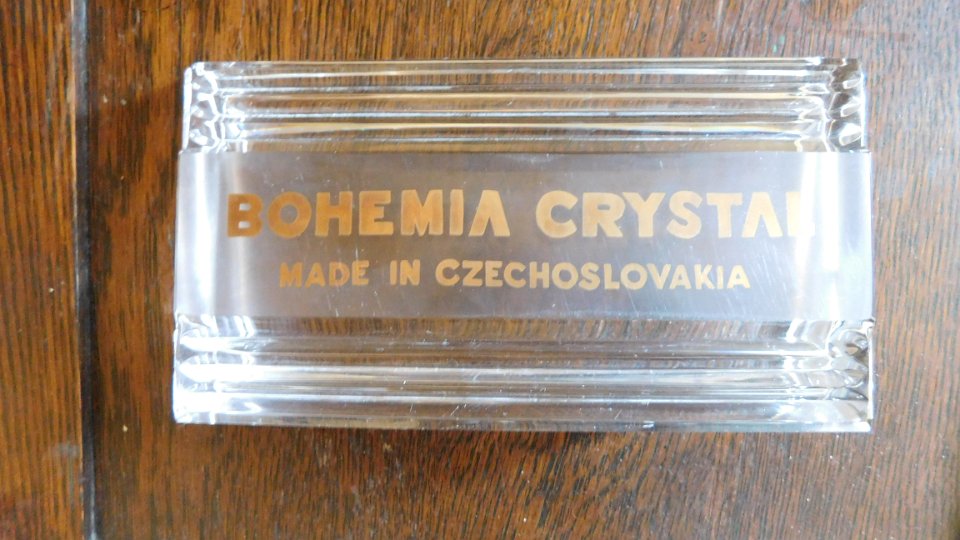 BOHEMIA CRYSTAL
MADE IN CZECHOSLOVAKIA